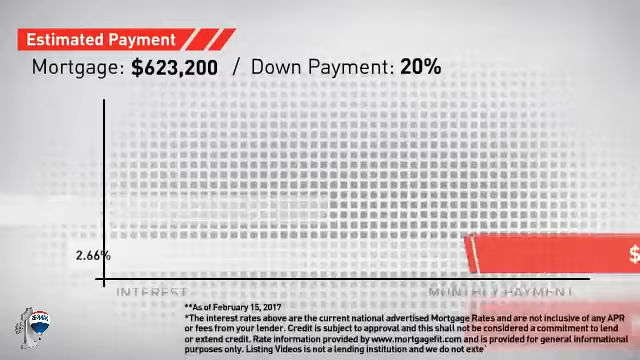 Estimated Payment
Mortgage: $623,200 / Down Payment: 20%
2.66%
$
INTEREST
MONTHLY PAYMENT
**As of February 15, 2017
*The interest rates above are the current national advertised Mortgage Rates and are not inclusive of any APR
or fees from your lender. Credit is subject to approval and this shall not be considered a commitment to lend
or extend credit. Rate information provided by www.mortgagefit.com and is provided for general informational
purposes only. Listing Videos is not a lending institution and we do not exte
RE/MAX